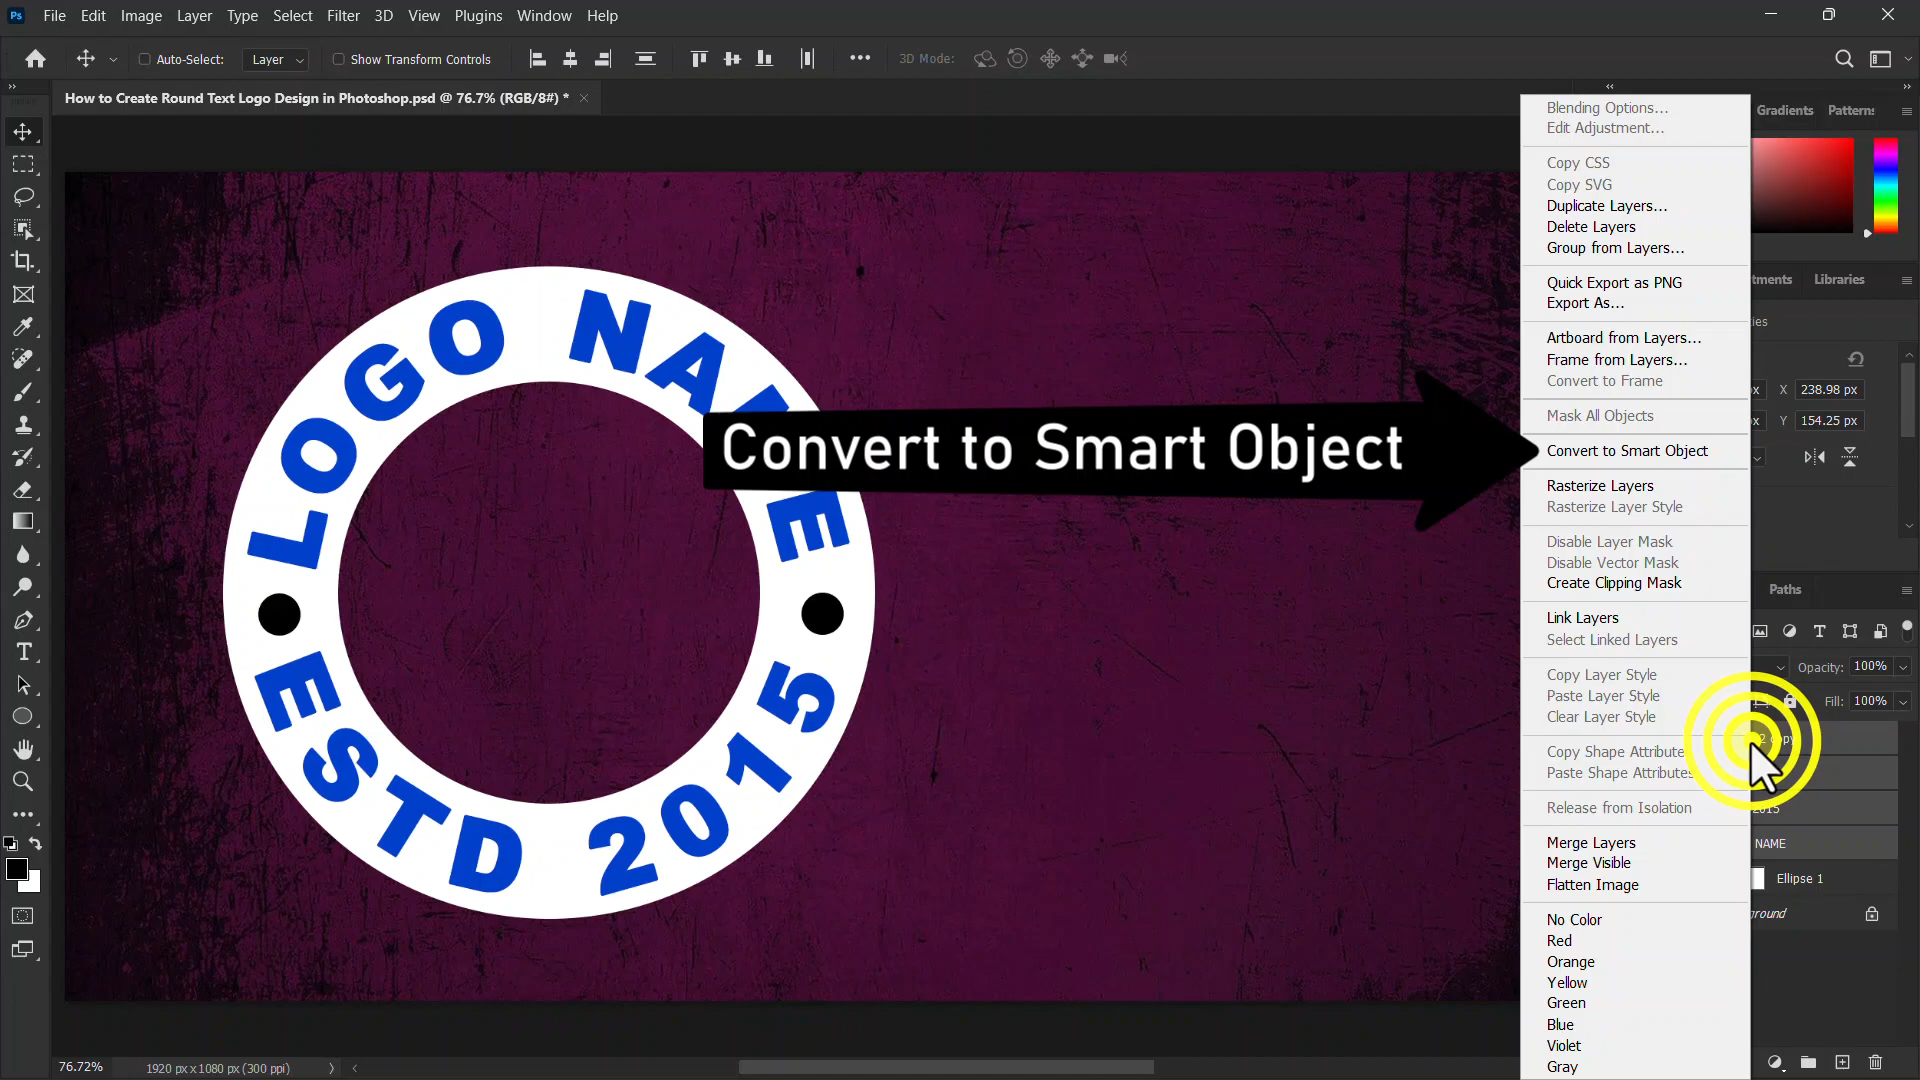 Ps File Edit Image Layer Type Select Filter 3D View Plugins Window Help
Auto-Select: Layer Show Transform Controls 3D Mode:
How to Create Round Text Logo Design in Photoshop.psd @ 76.7% (RGB/8#) *
LOGO NAME
ESTD 2015
Convert to Smart Object
Blending Options...
Edit Adjustment...
Copy CSS
Copy SVG
Duplicate Layers...
Delete Layers
Group from Layers...
Quick Export as PNG
Export As...
Artboard from Layers...
Frame from Layers...
Convert to Frame
Mask All Objects
Convert to Smart Object
Rasterize Layers
Rasterize Layer Style
Disable Layer Mask
Disable Vector Mask
Create Clipping Mask
Link Layers
Select Linked Layers
Copy Layer Style
Paste Layer Style
Clear Layer Style
Copy Shape Attribute
Paste Shape Attributes
Release from Isolation
Merge Layers
Merge Visible
Flatten Image
No Color
Red
Orange
Yellow
Green
Blue
Violet
Gray
Gradients Patterns
tments Libraries
ies
px X 238.98 px
px Y 154.25 px
Paths
Opacity: 100%
Fill: 100%
2 copy
2015
NAME
Ellipse 1
ground
76.72% 1920 px x 1080 px (300 ppi)